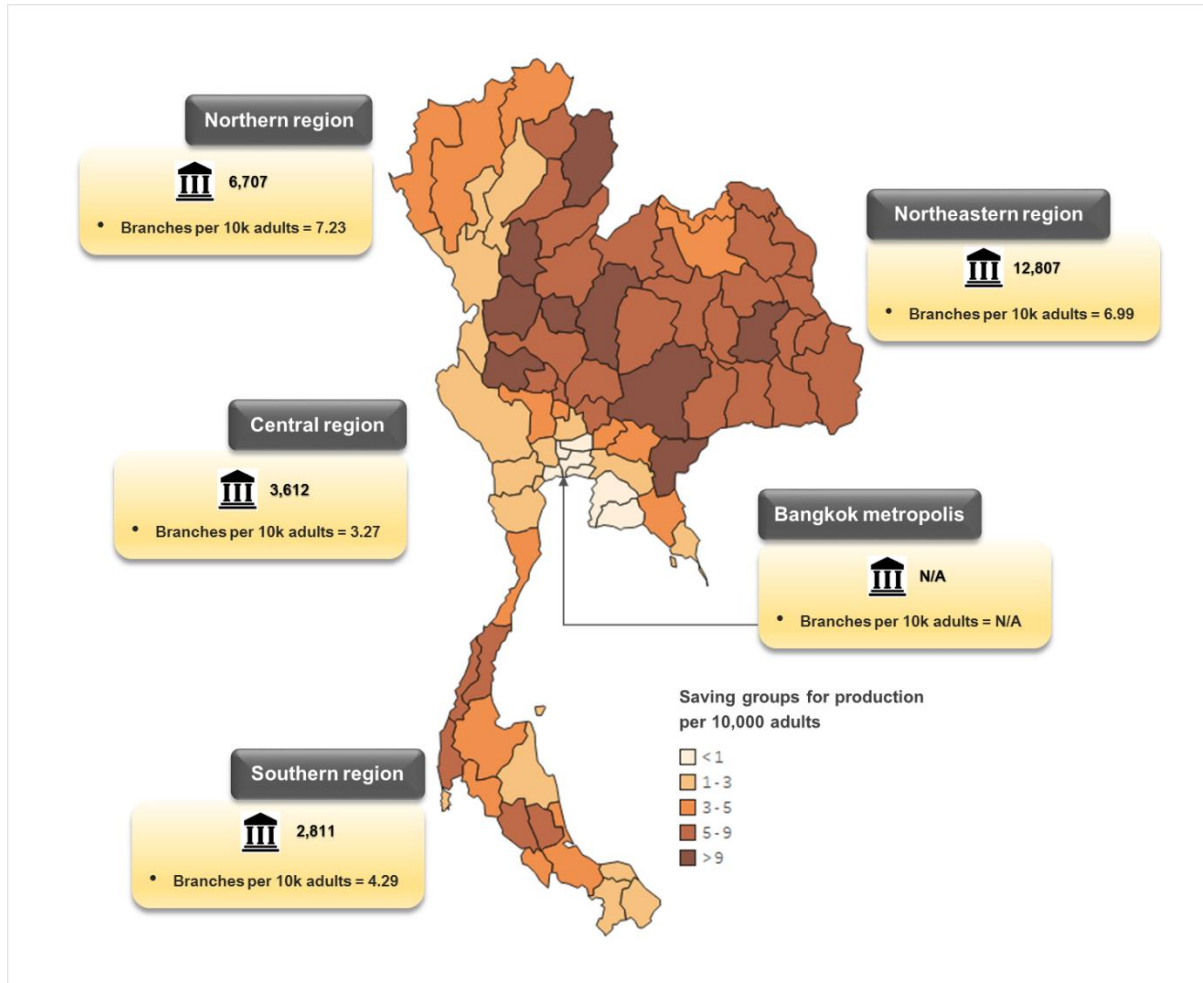 Northern region
6,707
• Branches per 10k adults = 7.23
Northeastern region
12,807
• Branches per 10k adults = 6.99
Central region
3,612
• Branches per 10k adults = 3.27
Bangkok metropolis
N/A
• Branches per 10k adults = N/A
Saving groups for production
per 10,000 adults
<1
1-3
3-5
5-9
>9
Southern region
2,811
• Branches per 10k adults = 4.29